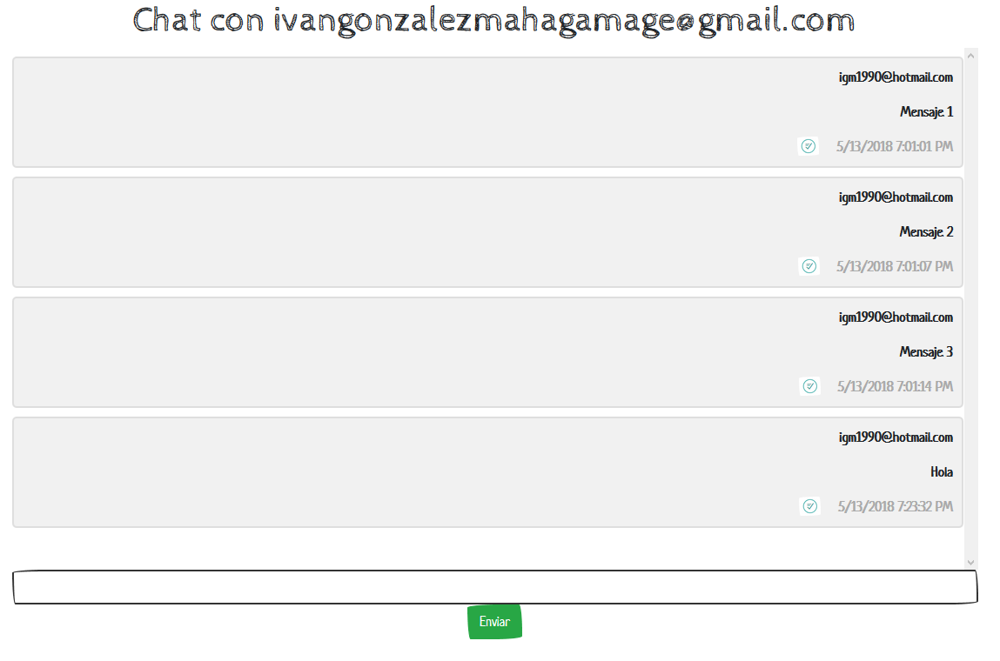 Chat con ivangonzalezmahagamage@gmail.com
igm1990@hotmail.com
Mensaje 1
5/13/2018 7:01:01 PM
igm1990@hotmail.com
Mensaje 2
5/13/2018 7:01:07 PM
igm1990@hotmail.com
Mensaje 3
5/13/2018 7:01:14 PM
igm1990@hotmail.com
Hola
5/13/2018 7:23:32 PM
Enviar